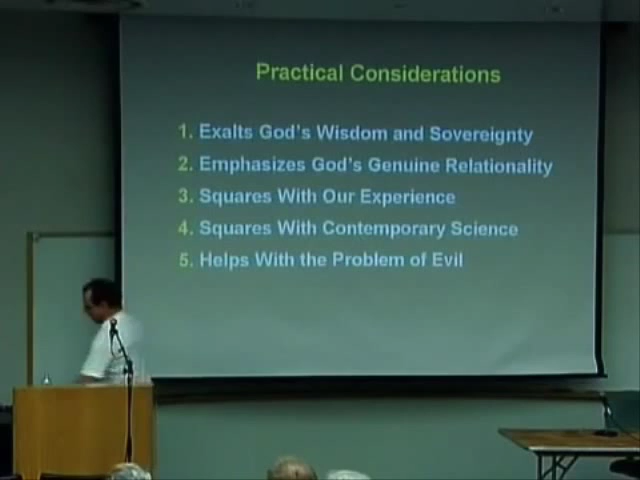 Practical Considerations
1. Exalts God's Wisdom and Sovereignty
2. Emphasizes God's Genuine Relationality
3. Squares With Our Experience
4. Squares With Contemporary Science
5. Helps With the Problem of Evil